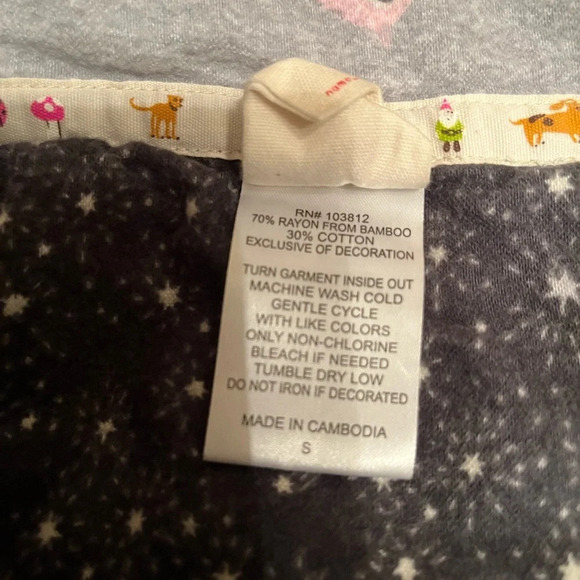 RN# 103812
70% RAYON FROM BAMBOO
30% COTTON
EXCLUSIVE OF DECORATION
TURN GARMENT INSIDE OUT
MACHINE WASH COLD
GENTLE CYCLE
WITH LIKE COLORS
ONLY NON-CHLORINE
BLEACH IF NEEDED
TUMBLE DRY LOW
DO NOT IRON IF DECORATED
MADE IN CAMBODIA
S